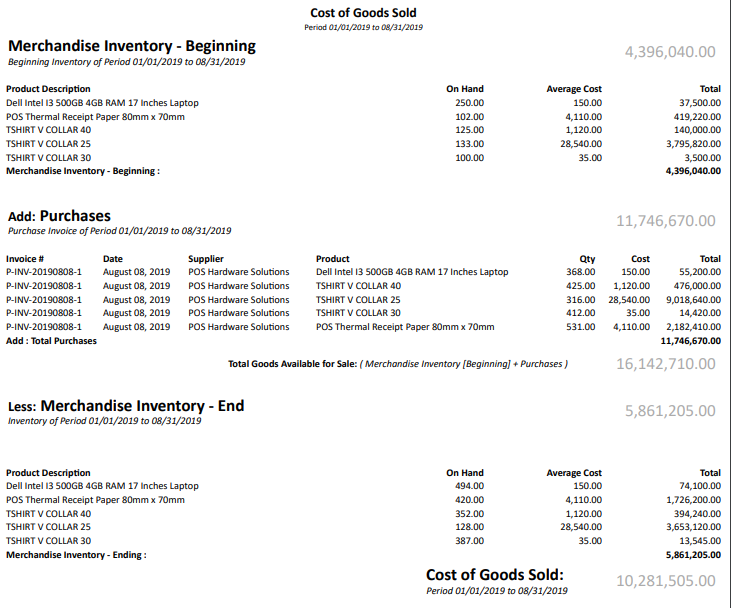 Cost of Goods Sold
Period 01/01/2019 to 08/31/2019
Merchandise Inventory - Beginning 4,396,040.00
Beginning Inventory of Period 01/01/2019 to 08/31/2019
Product Description On Hand Average Cost Total
Dell Intel I3 500GB 4GB RAM 17 Inches Laptop 250.00 150.00 37,500.00
POS Thermal Receipt Paper 80mm x 70mm 102.00 4,110.00 419,220.00
TSHIRT V COLLAR 40 125.00 1,120.00 140,000.00
TSHIRT V COLLAR 25 133.00 28,540.00 3,795,820.00
TSHIRT V COLLAR 30 100.00 35.00 3,500.00
Merchandise Inventory - Beginning : 4,396,040.00
Add: Purchases 11,746,670.00
Purchase Invoice of Period 01/01/2019 to 08/31/2019
Invoice # Date Supplier Product Qty Cost Total
P-INV-20190808-1 August 08, 2019 POS Hardware Solutions Dell Intel I3 500GB 4GB RAM 17 Inches Laptop 368.00 150.00 55,200.00
P-INV-20190808-1 August 08, 2019 POS Hardware Solutions TSHIRT V COLLAR 40 425.00 1,120.00 476,000.00
P-INV-20190808-1 August 08, 2019 POS Hardware Solutions TSHIRT V COLLAR 25 316.00 28,540.00 9,018,640.00
P-INV-20190808-1 August 08, 2019 POS Hardware Solutions TSHIRT V COLLAR 30 412.00 35.00 14,420.00
P-INV-20190808-1 August 08, 2019 POS Hardware Solutions POS Thermal Receipt Paper 80mm x 70mm 531.00 4,110.00 2,182,410.00
Add : Total Purchases 11,746,670.00
Total Goods Available for Sale: ( Merchandise Inventory [Beginning] + Purchases ) 16,142,710.00
Less: Merchandise Inventory - End 5,861,205.00
Inventory of Period 01/01/2019 to 08/31/2019
Product Description On Hand Average Cost Total
Dell Intel I3 500GB 4GB RAM 17 Inches Laptop 494.00 150.00 74,100.00
POS Thermal Receipt Paper 80mm x 70mm 420.00 4,110.00 1,726,200.00
TSHIRT V COLLAR 40 352.00 1,120.00 394,240.00
TSHIRT V COLLAR 25 128.00 28,540.00 3,653,120.00
TSHIRT V COLLAR 30 387.00 35.00 13,545.00
Merchandise Inventory - Ending : 5,861,205.00
Cost of Goods Sold: 10,281,505.00
Period 01/01/2019 to 08/31/2019